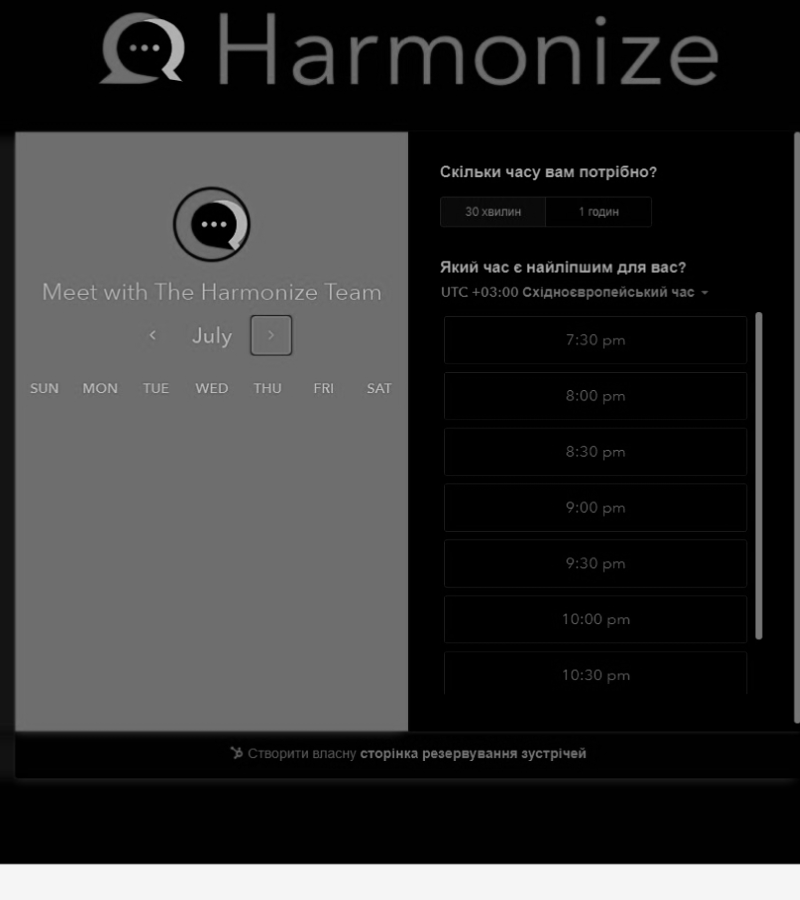 Harmonize
Meet with The Harmonize Team
July
SUN MON TUE WED THU FRI SAT
Скільки часу вам потрібно?
30 хвилин 1 годин
Який час є найліпшим для вас?
UTC +03:00 Східноєвропейський час
7:30 pm
8:00 pm
8:30 pm
9:00 pm
9:30 pm
10:00 pm
10:30 pm
Створити власну сторінка резервування зустрічей